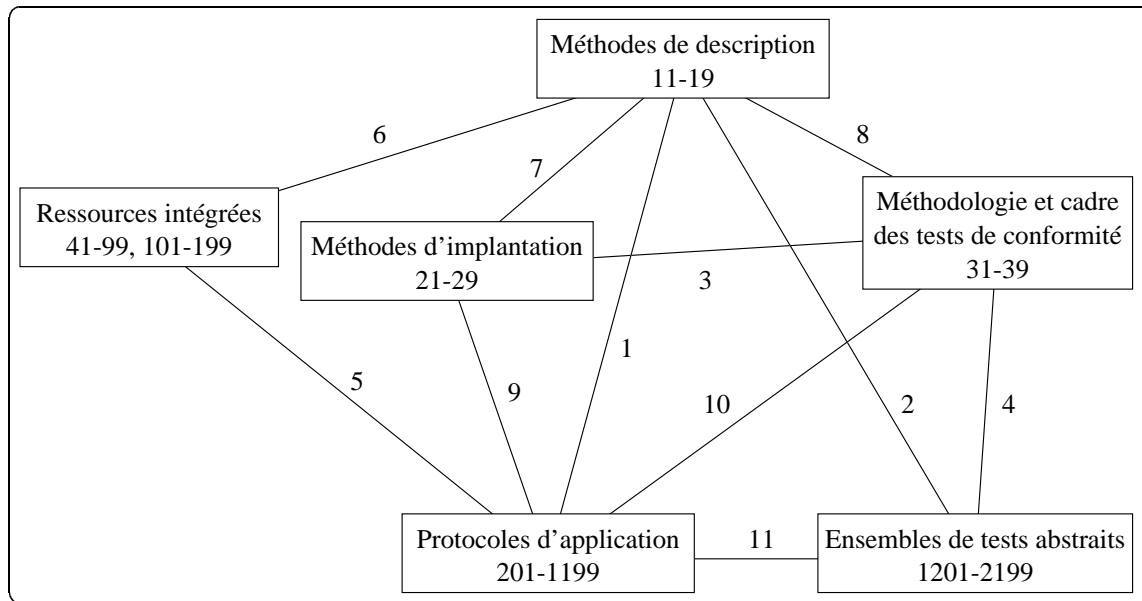 Méthodes de description
11-19
6
8
7
Ressources intégrées
41-99, 101-199
Méthodes d’implantation
21-29
Méthodologie et cadre
des tests de conformité
31-39
3
1
5
9
10
2
4
Protocoles d’application
201-1199
11
Ensembles de tests abstraits
1201-2199